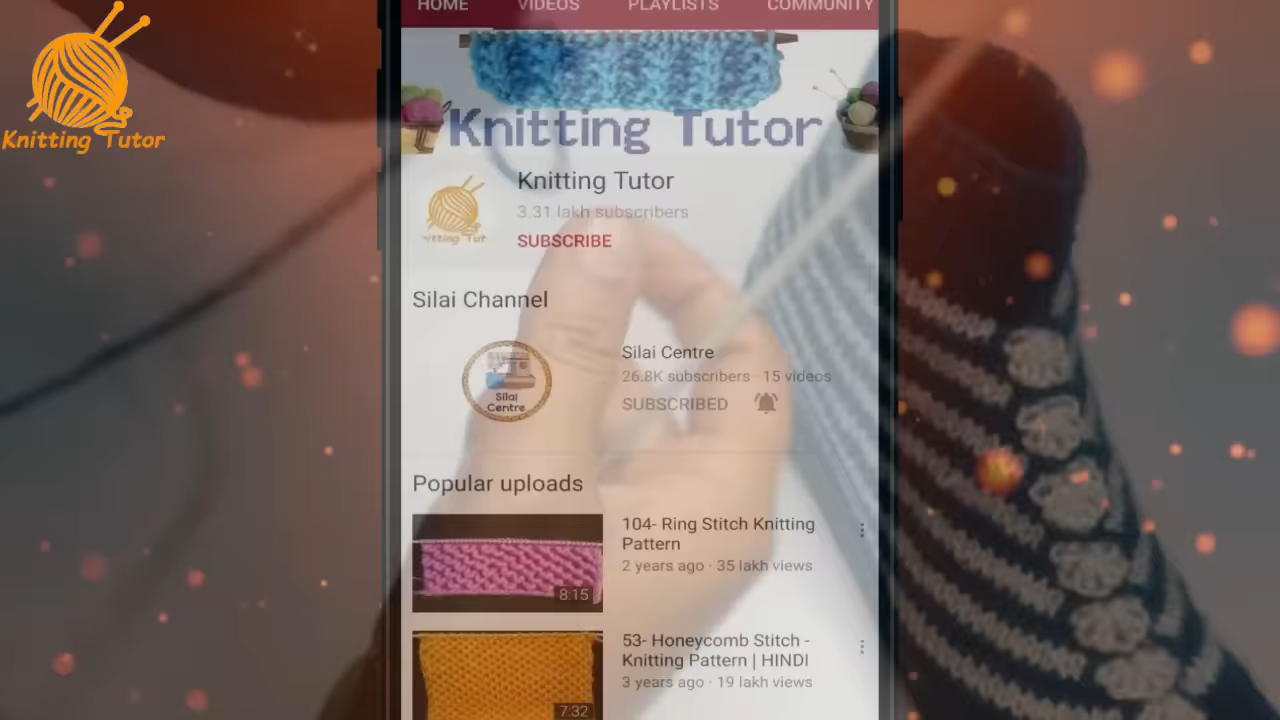 HOME VIDEOS PLAYLISTS COMMUNITY
Knitting Tutor
Knitting Tutor
Knitting Tutor
3.31 lakh subscribers
SUBSCRIBE
Silai Channel
Silai Centre
26.8K subscribers · 15 videos
SUBSCRIBED
Silai
Centre
Popular uploads
104- Ring Stitch Knitting
Pattern
2 years ago · 35 lakh views
8:15
53- Honeycomb Stitch -
Knitting Pattern | HINDI
3 years ago · 19 lakh views
7:32